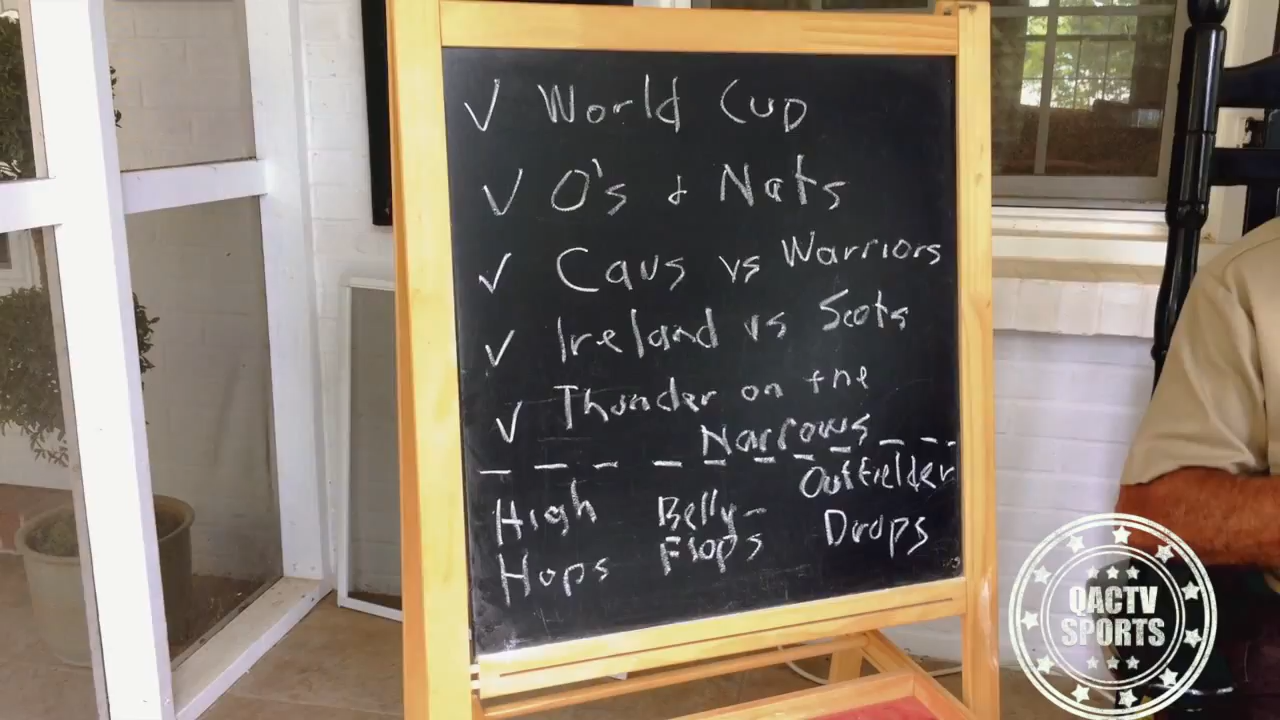 ✓ World Cup
✓ O's & Nats
✓ Cavs vs Warriors
✓ Ireland vs Scots
✓ Thunder on the
Narrows
High Belly- Outfielder
Hops Flops Drops
QACTV
SPORTS